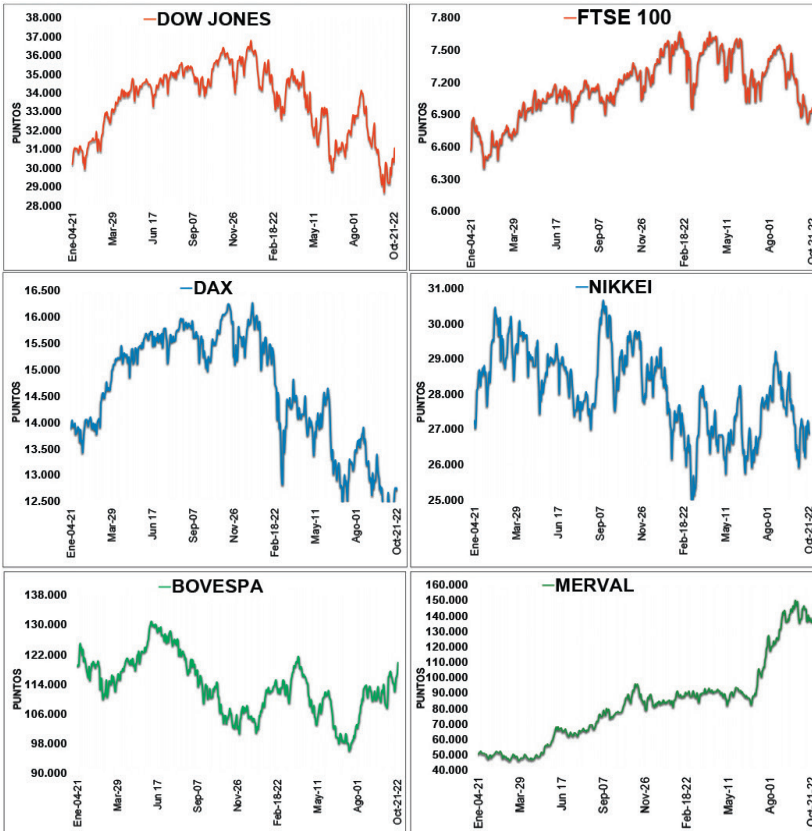 DOW JONES
PUNTOS
38.000
37.000
36.000
35.000
34.000
33.000
32.000
31.000
30.000
29.000
28.000
Ene-04-21
Mar-29
Jun 17
Sep-07
Nov-26
Feb-18-22
May-11
Ago-01
Oct-21-22
FTSE 100
PUNTOS
7.800
7.500
7.200
6.900
6.600
6.300
6.000
Ene-04-21
Mar-29
Jun 17
Sep-07
Nov-26
Feb-18-22
May-11
Ago-01
Oct-21-22
DAX
PUNTOS
16.500
16.000
15.500
15.000
14.500
14.000
13.500
13.000
12.500
Ene-04-21
Mar-29
Jun 17
Sep-07
Nov-26
Feb-18-22
May-11
Ago-01
Oct-21-22
NIKKEI
PUNTOS
31.000
30.000
29.000
28.000
27.000
26.000
25.000
Ene-04-21
Mar-29
Jun 17
Sep-07
Nov-26
Feb-18-22
May-11
Ago-01
Oct-21-22
BOVESPA
PUNTOS
138.000
130.000
122.000
114.000
106.000
98.000
90.000
Ene-04-21
Mar-29
Jun 17
Sep-07
Nov-26
Feb-18-22
May-11
Ago-01
Oct-21-22
MERVAL
PUNTOS
160.000
150.000
140.000
130.000
120.000
110.000
100.000
90.000
80.000
70.000
60.000
50.000
40.000
Ene-04-21
Mar-29
Jun 17
Sep-07
Nov-26
Feb-18-22
May-11
Ago-01
Oct-21-22